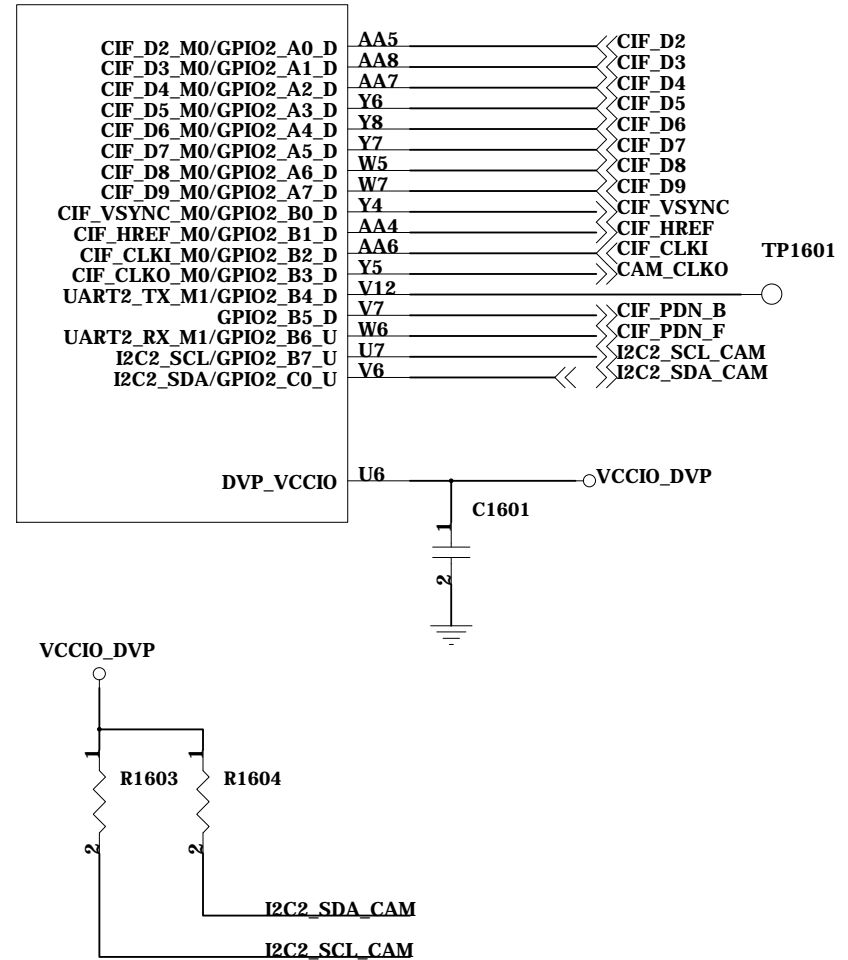 CIF_D2_M0/GPIO2_A0_D AA5 CIF_D2
CIF_D3_M0/GPIO2_A1_D AA8 CIF_D3
CIF_D4_M0/GPIO2_A2_D AA7 CIF_D4
CIF_D5_M0/GPIO2_A3_D Y6 CIF_D5
CIF_D6_M0/GPIO2_A4_D Y8 CIF_D6
CIF_D7_M0/GPIO2_A5_D Y7 CIF_D7
CIF_D8_M0/GPIO2_A6_D W5 CIF_D8
CIF_D9_M0/GPIO2_A7_D W7 CIF_D9
CIF_VSYNC_M0/GPIO2_B0_D Y4 CIF_VSYNC
CIF_HREF_M0/GPIO2_B1_D AA4 CIF_HREF
CIF_CLKI_M0/GPIO2_B2_D AA6 CIF_CLKI TP1601
CIF_CLKO_M0/GPIO2_B3_D Y5 CAM_CLKO
UART2_TX_M1/GPIO2_B4_D V12
GPIO2_B5_D V7 CIF_PDN_B
UART2_RX_M1/GPIO2_B6_U W6 CIF_PDN_F
I2C2_SCL/GPIO2_B7_U U7 I2C2_SCL_CAM
I2C2_SDA/GPIO2_C0_U V6 I2C2_SDA_CAM
DVP_VCCIO U6 VCCIO_DVP
C1601
1
2
VCCIO_DVP
1 1
R1603 R1604
2 2
I2C2_SDA_CAM
I2C2_SCL_CAM